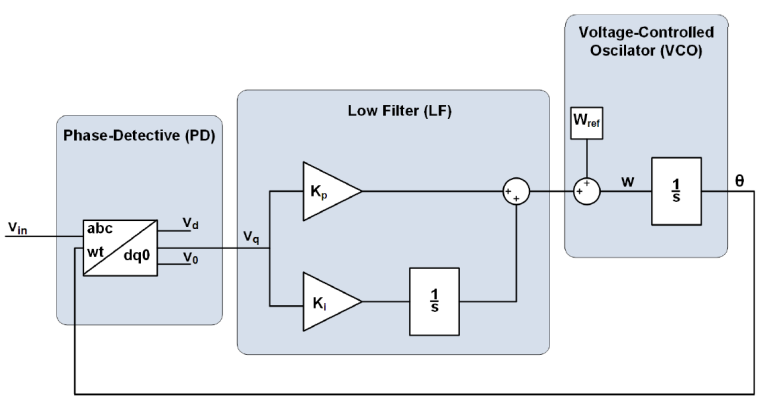 Voltage-Controlled
Oscilator (VCO)
Low Filter (LF)
Phase-Detective (PD)
Wref
Kp
+
+
+
+
W
1
s
θ
Vin
abc
wt
dq0
Vd
Vq
V0
Ki
1
s